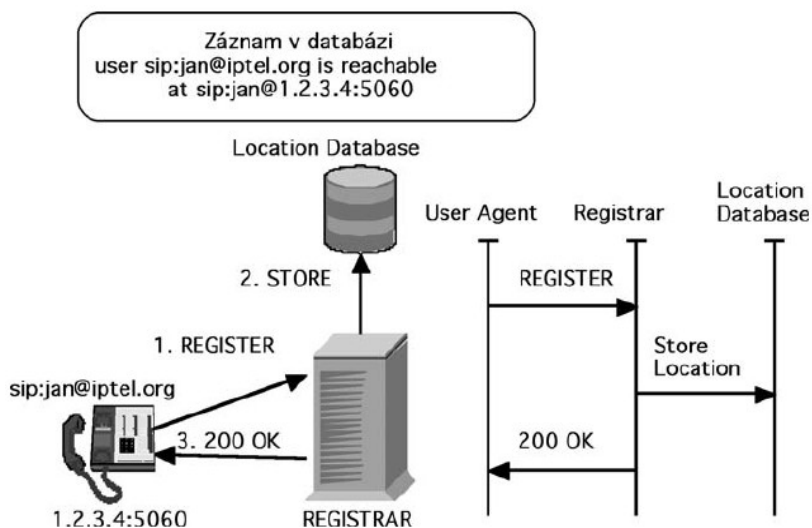 Záznam v databázi
user sip:jan@iptel.org is reachable
at sip:jan@1.2.3.4:5060
Location Database
2. STORE
1. REGISTER
sip:jan@iptel.org
3. 200 OK
1.2.3.4:5060
REGISTRAR
User Agent
Registrar
Location
Database
REGISTER
Store
Location
200 OK